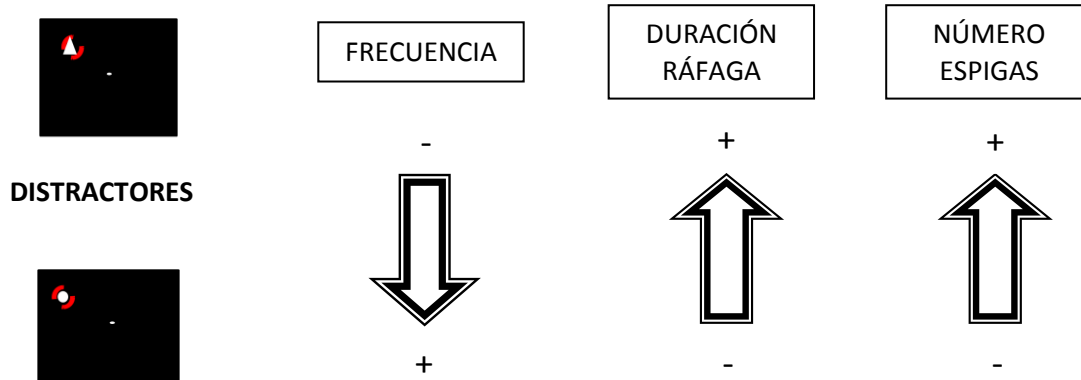 FRECUENCIA
DURACIÓN
RÁFAGA
NÚMERO
ESPIGAS
-
+
+
DISTRACTORES
+
-
-